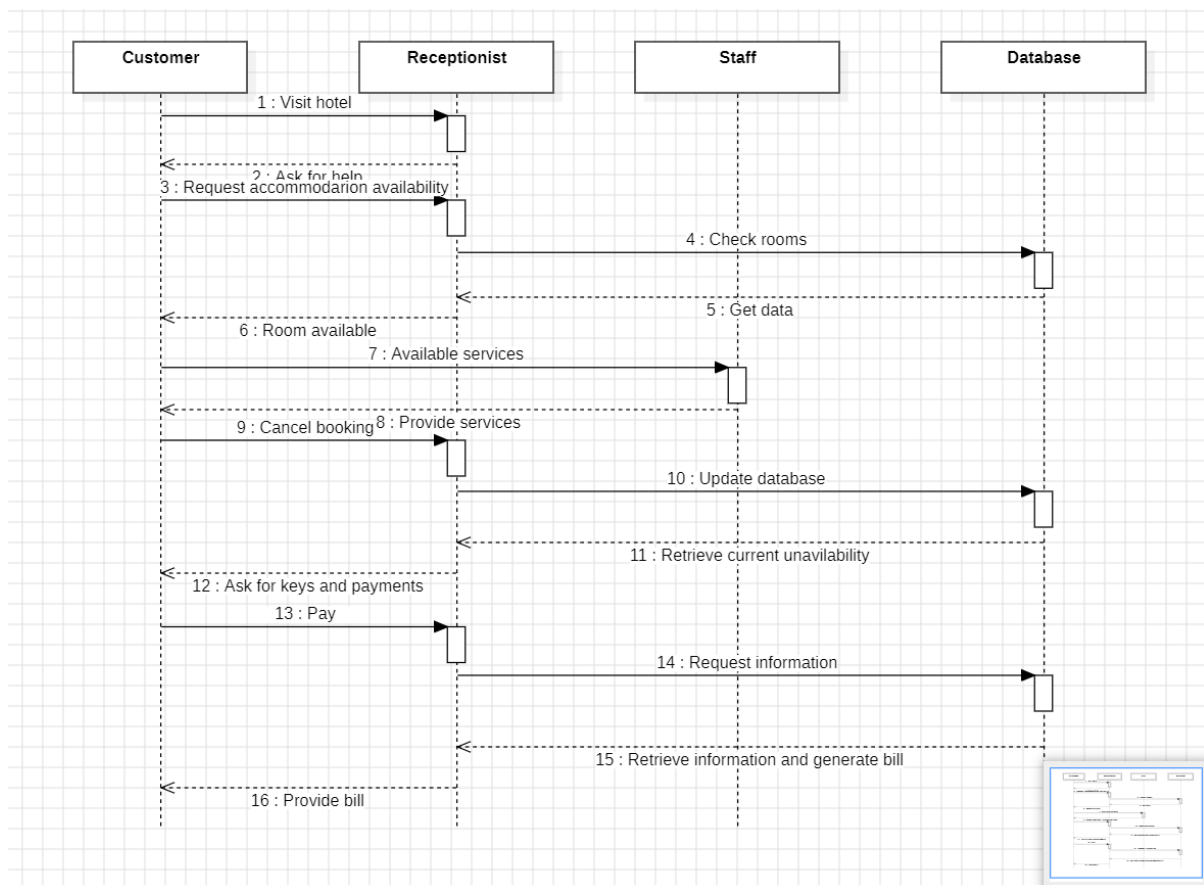 Customer
Receptionist
Staff
Database
1 : Visit hotel
2 : Ask for help
3 : Request accommodarion availability
4 : Check rooms
5 : Get data
6 : Room available
7 : Available services
8 : Provide services
9 : Cancel booking
10 : Update database
11 : Retrieve current unavilability
12 : Ask for keys and payments
13 : Pay
14 : Request information
15 : Retrieve information and generate bill
16 : Provide bill